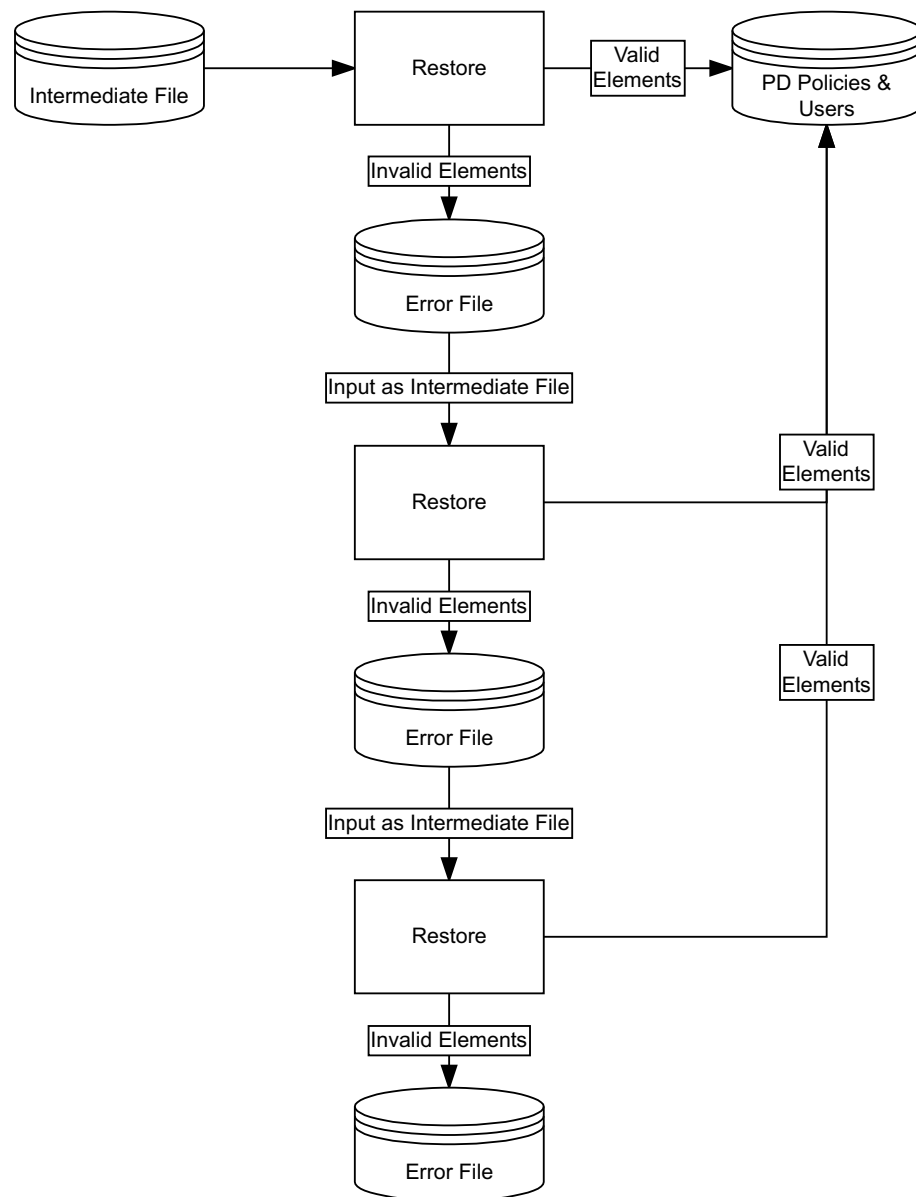 Intermediate File
Restore
Valid
Elements
PD Policies &
Users
Invalid Elements
Error File
Input as Intermediate File
Restore
Valid
Elements
Invalid Elements
Valid
Elements
Error File
Input as Intermediate File
Restore
Invalid Elements
Error File